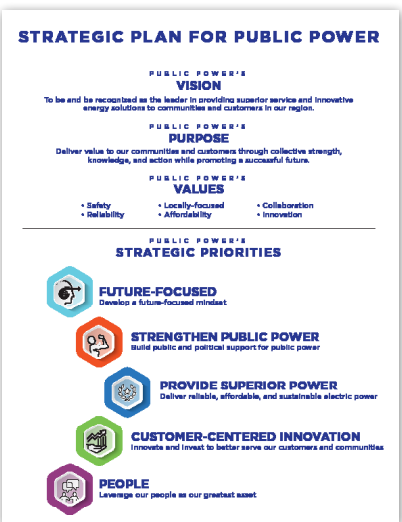 STRATEGIC PLAN FOR PUBLIC POWER
PUBLIC POWER'S
VISION
To be and be recognized as the leader in providing superior service and innovative
energy solutions to communities and customers in our region.
PUBLIC POWER'S
PURPOSE
Deliver value to our communities and customers through collective strength,
knowledge, and action while promoting a successful future.
PUBLIC POWER'S
VALUES
• Safety • Locally-focused • Collaboration
• Reliability • Affordability • Innovation
PUBLIC POWER'S
STRATEGIC PRIORITIES
FUTURE-FOCUSED
Develop a future-focused mindset
STRENGTHEN PUBLIC POWER
Build public and political support for public power
PROVIDE SUPERIOR POWER
Deliver reliable, affordable, and sustainable electric power
CUSTOMER-CENTERED INNOVATION
Innovate and invest to better serve our customers and communities
PEOPLE
Leverage our people as our greatest asset